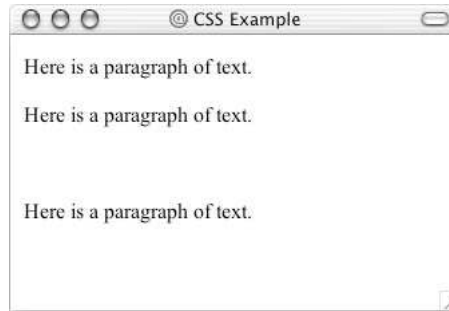 @ CSS Example
Here is a paragraph of text.
Here is a paragraph of text.
Here is a paragraph of text.